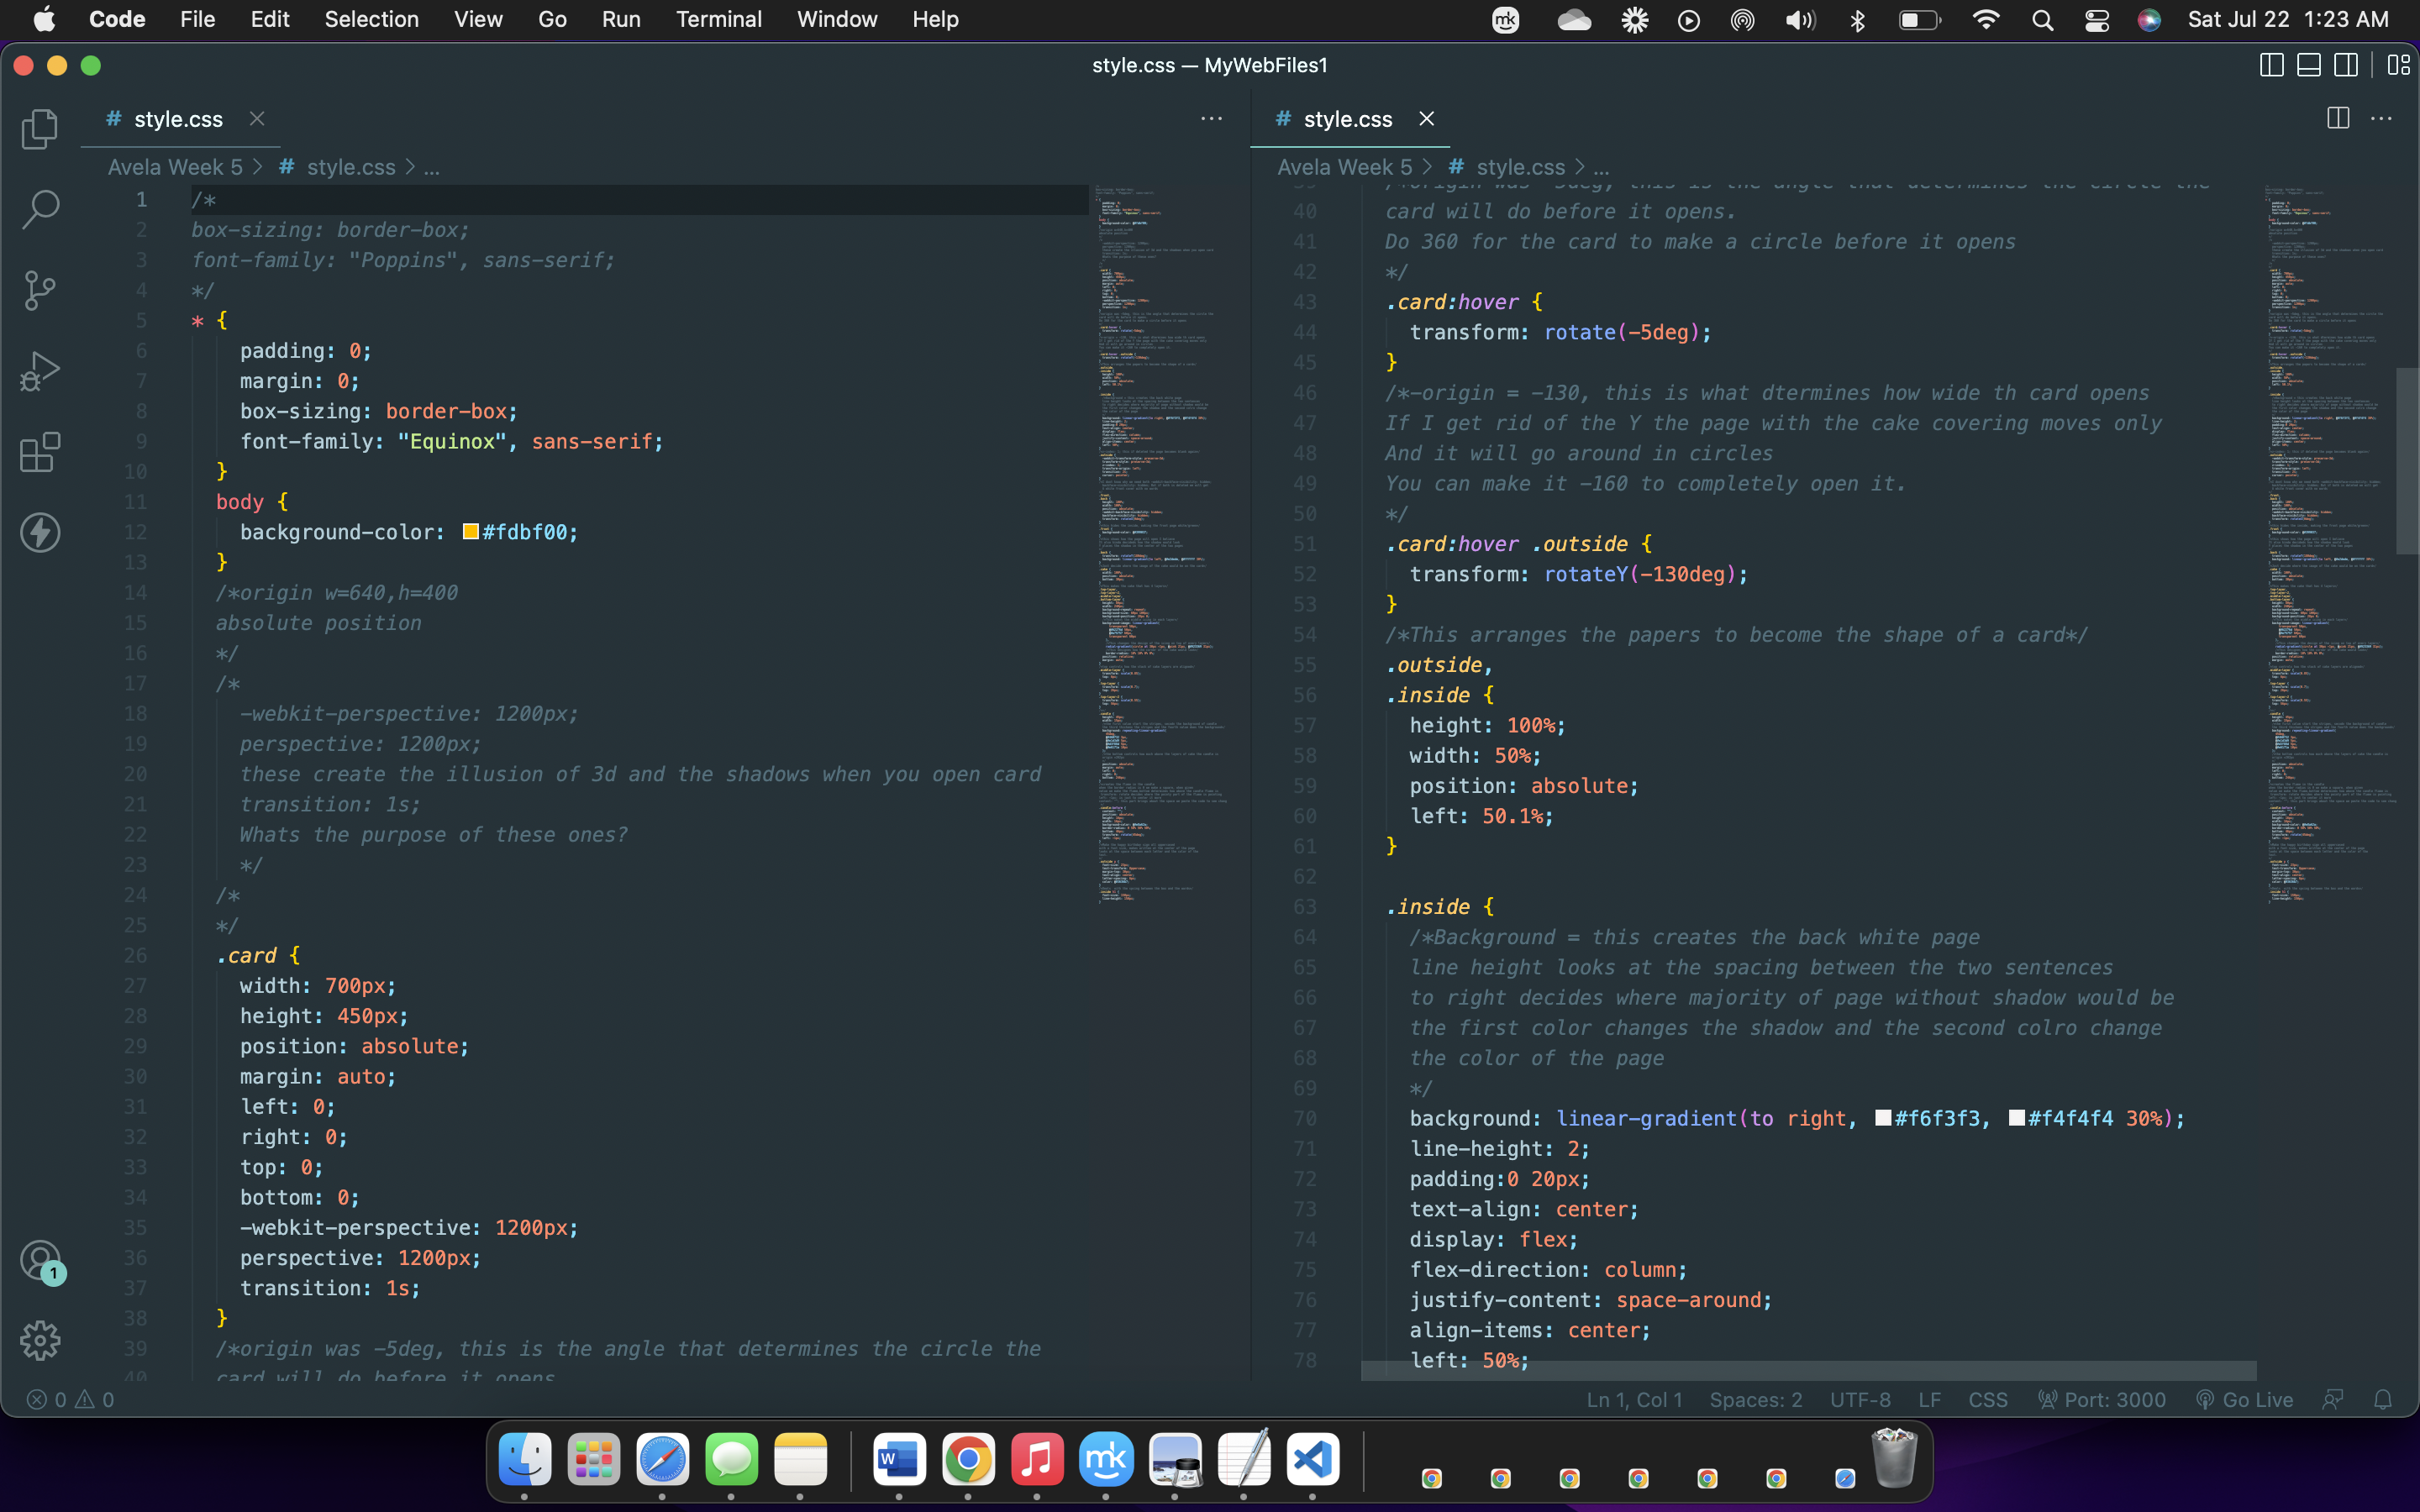 Code File Edit Selection View Go Run Terminal Window Help mk Sat Jul 22 1:23 AM
style.css — MyWebFiles1
# style.css
Avela Week 5 > # style.css > ...
1 /*
2 box-sizing: border-box;
3 font-family: "Poppins", sans-serif;
4 */
5 * {
6 padding: 0;
7 margin: 0;
8 box-sizing: border-box;
9 font-family: "Equinox", sans-serif;
10 }
11 body {
12 background-color: #fdbf00;
13 }
14 /*origin w=640,h=400
15 absolute position
16 */
17 /*
18 -webkit-perspective: 1200px;
19 perspective: 1200px;
20 these create the illusion of 3d and the shadows when you open card
21 transition: 1s;
22 Whats the purpose of these ones?
23 */
24 /*
25 */
26 .card {
27 width: 700px;
28 height: 450px;
29 position: absolute;
30 margin: auto;
31 left: 0;
32 right: 0;
33 top: 0;
34 bottom: 0;
35 -webkit-perspective: 1200px;
36 perspective: 1200px;
37 transition: 1s;
38 }
39 /*origin was -5deg, this is the angle that determines the circle the
40 card will do before it opens.
# style.css
Avela Week 5 > # style.css > ...
39 /*origin was -5deg, this is the angle that determines the circle the
40 card will do before it opens.
41 Do 360 for the card to make a circle before it opens
42 */
43 .card:hover {
44 transform: rotate(-5deg);
45 }
46 /*-origin = -130, this is what dtermines how wide th card opens
47 If I get rid of the Y the page with the cake covering moves only
48 And it will go around in circles
49 You can make it -160 to completely open it.
50 */
51 .card:hover .outside {
52 transform: rotateY(-130deg);
53 }
54 /*This arranges the papers to become the shape of a card*/
55 .outside,
56 .inside {
57 height: 100%;
58 width: 50%;
59 position: absolute;
60 left: 50.1%;
61 }
62
63 .inside {
64 /*Background = this creates the back white page
65 line height looks at the spacing between the two sentences
66 to right decides where majority of page without shadow would be
67 the first color changes the shadow and the second colro change
68 the color of the page
69 */
70 background: linear-gradient(to right, #f6f3f3, #f4f4f4 30%);
71 line-height: 2;
72 padding:0 20px;
73 text-align: center;
74 display: flex;
75 flex-direction: column;
76 justify-content: space-around;
77 align-items: center;
78 left: 50%;
1
0 0 Ln 1, Col 1 Spaces: 2 UTF-8 LF CSS Port: 3000 Go Live
W mk